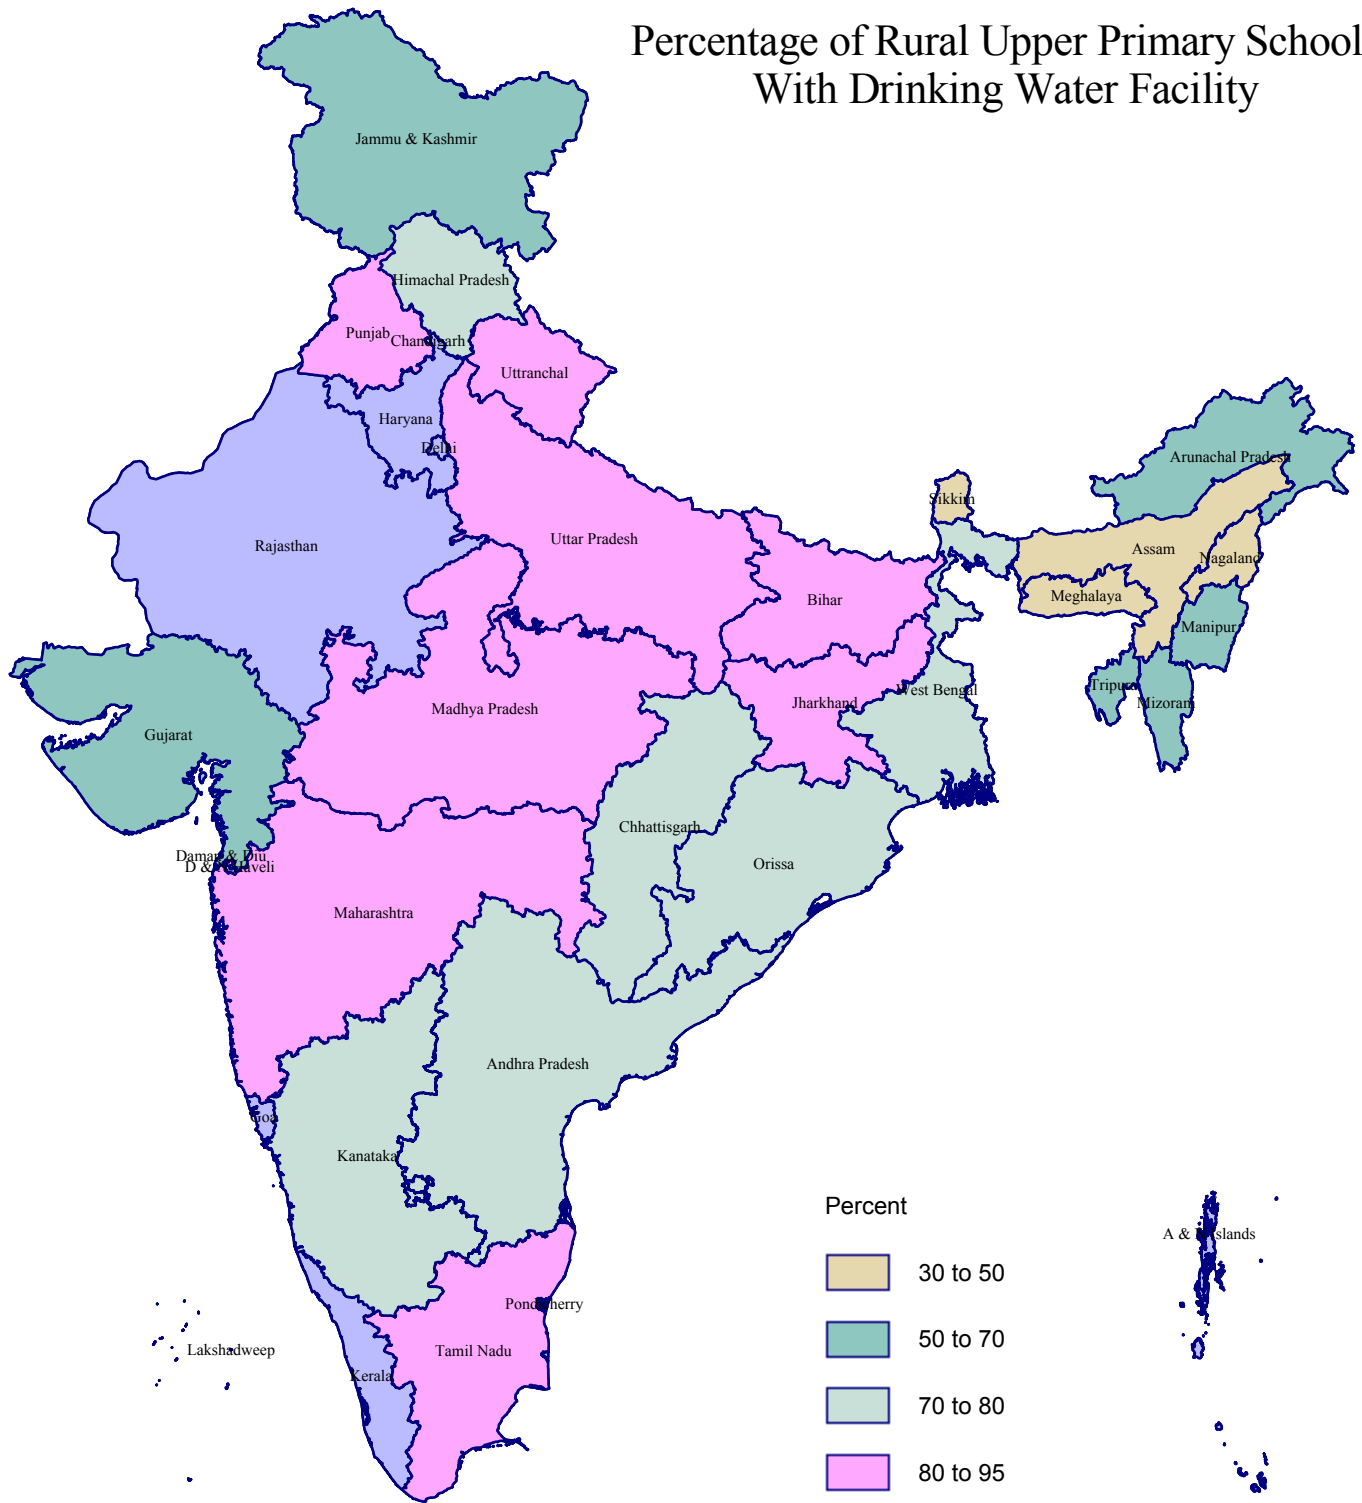 Percentage of Rural Upper Primary School
With Drinking Water Facility
Jammu & Kashmir
Himachal Pradesh
Punjab
Chandigarh
Uttranchal
Haryana
Delhi
Arunachal Pradesh
Sikkim
Rajasthan
Uttar Pradesh
Assam
Nagaland
Bihar
Meghalaya
Manipur
Tripura
West Bengal
Jharkhand
Mizoram
Madhya Pradesh
Gujarat
Chhattisgarh
Daman & Diu
D & N Haveli
Orissa
Maharashtra
Andhra Pradesh
Goa
Kanataka
Percent
A & N Islands
30 to 50
Pondicherry
50 to 70
Lakshadweep
Tamil Nadu
Kerala
70 to 80
80 to 95